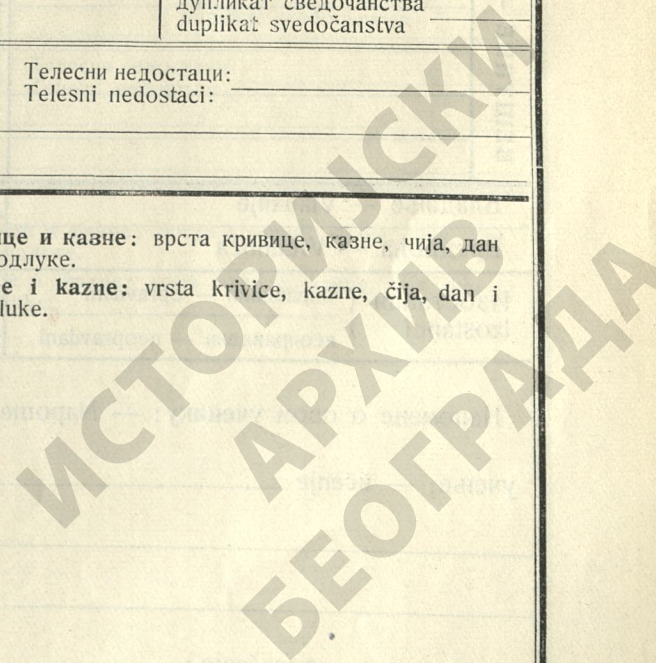 дупликат сведочанства
duplikat svedočanstva
Телесни недостаци:
Telesni nedostaci:
ице и казне: врста кривице, казне, чија, дан
одлуке.
e i kazne: vrsta krivice, kazne, čija, dan i
luke.
ИСТОРИЈСКИ
АРХИВ
БЕОГРАДА